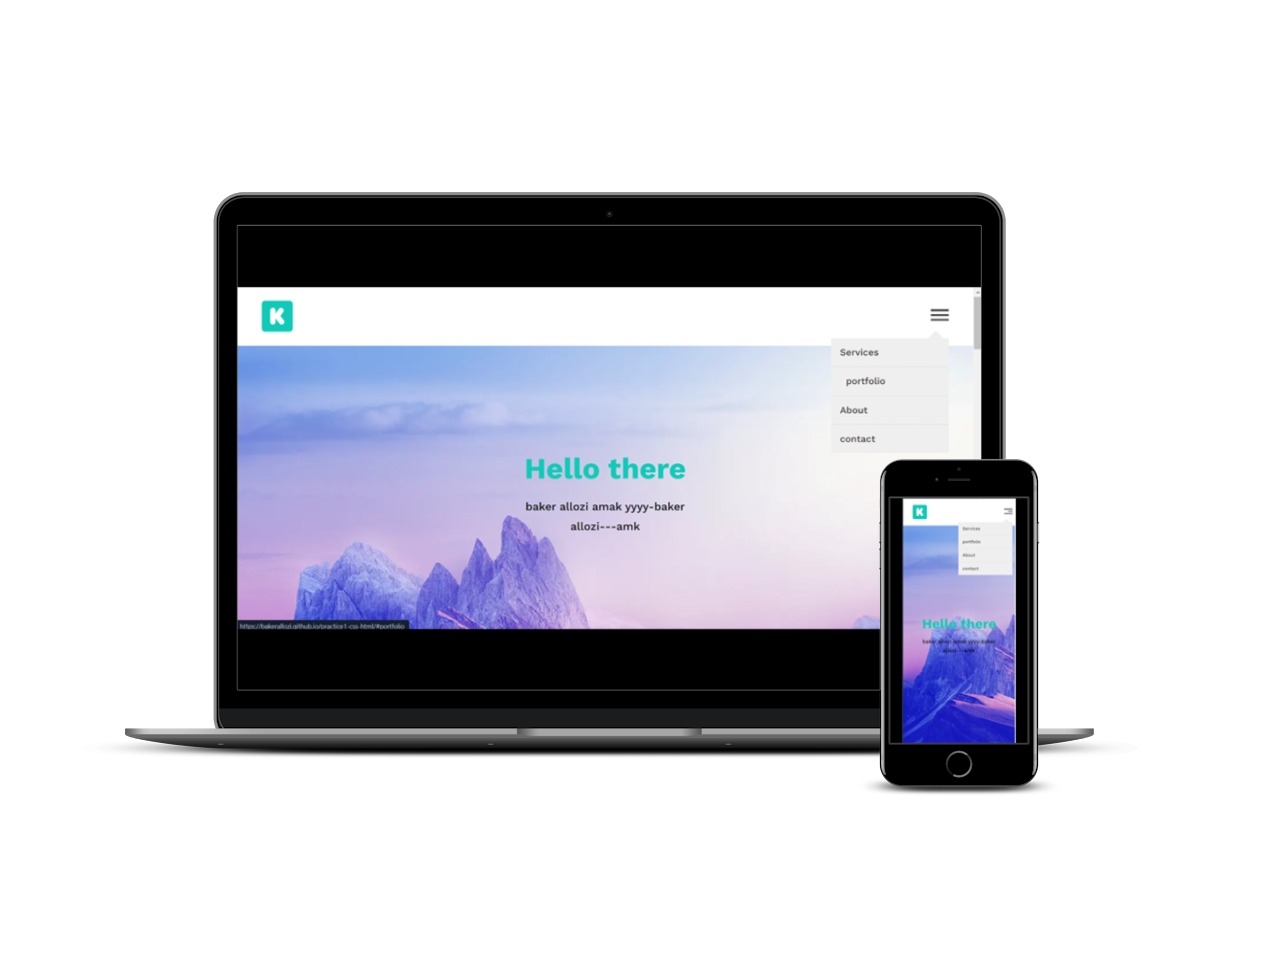 K
Services
portfolio
About
contact
Hello there
baker allozi amak yyyy-baker
allozi---amk
https://bakerallozi.github.io/practice1-css-html/#portfolio
Services
portfolio
About
contact
Hello there
baker allozi amak yyyy-baker
allozi---amk